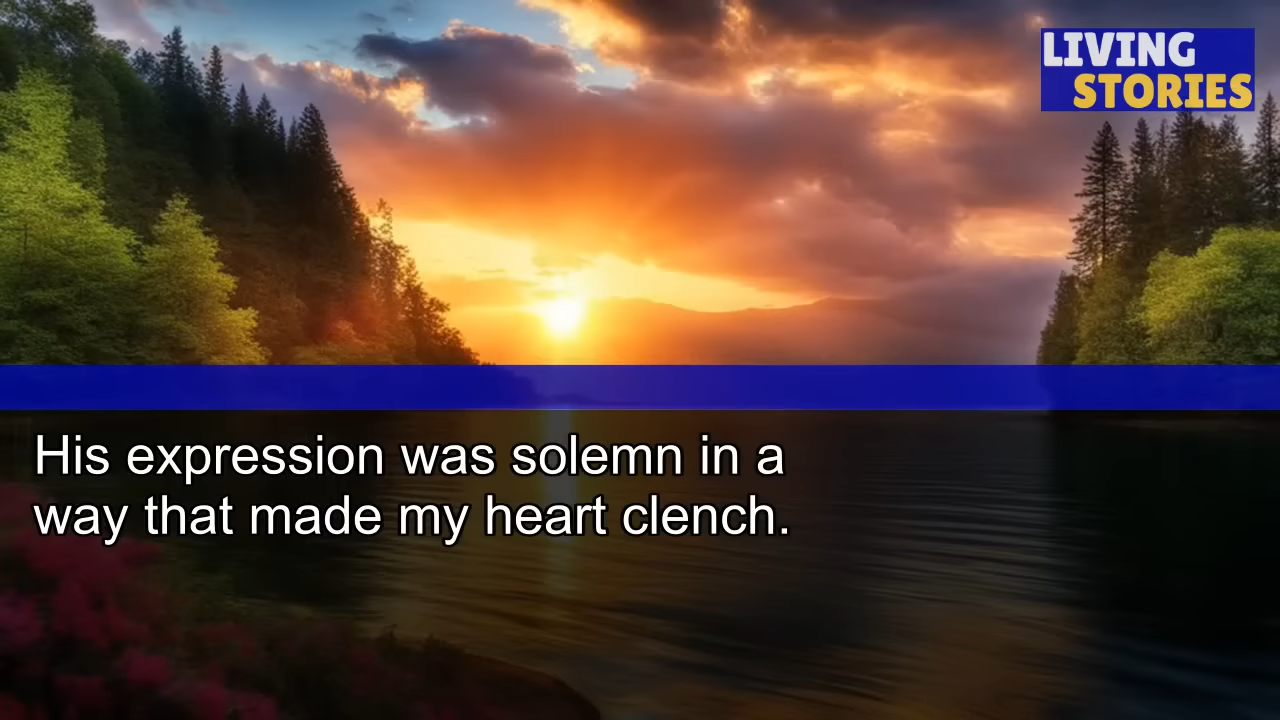 LIVING
STORIES
His expression was solemn in a
way that made my heart clench.